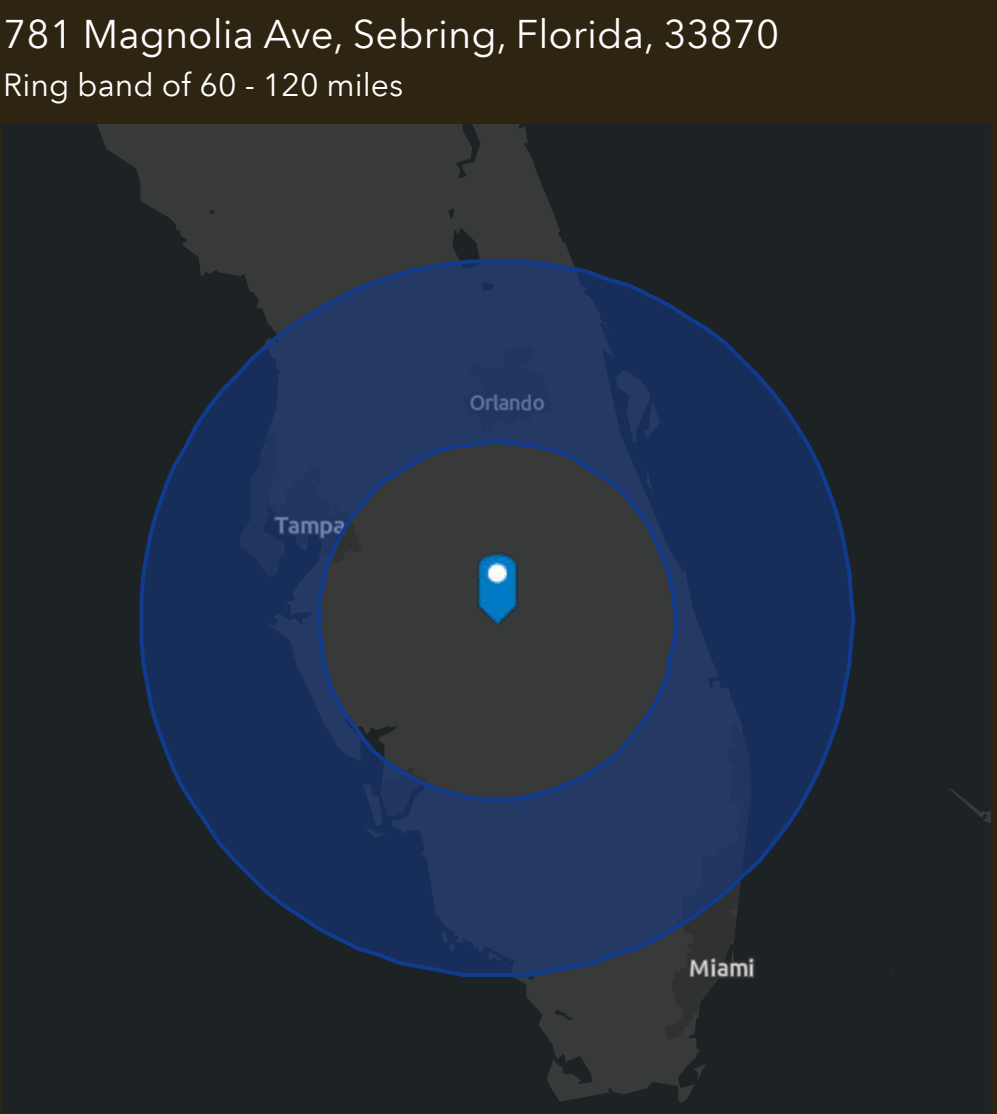 781 Magnolia Ave, Sebring, Florida, 33870
Ring band of 60 - 120 miles
Orlando
Tampa
Miami